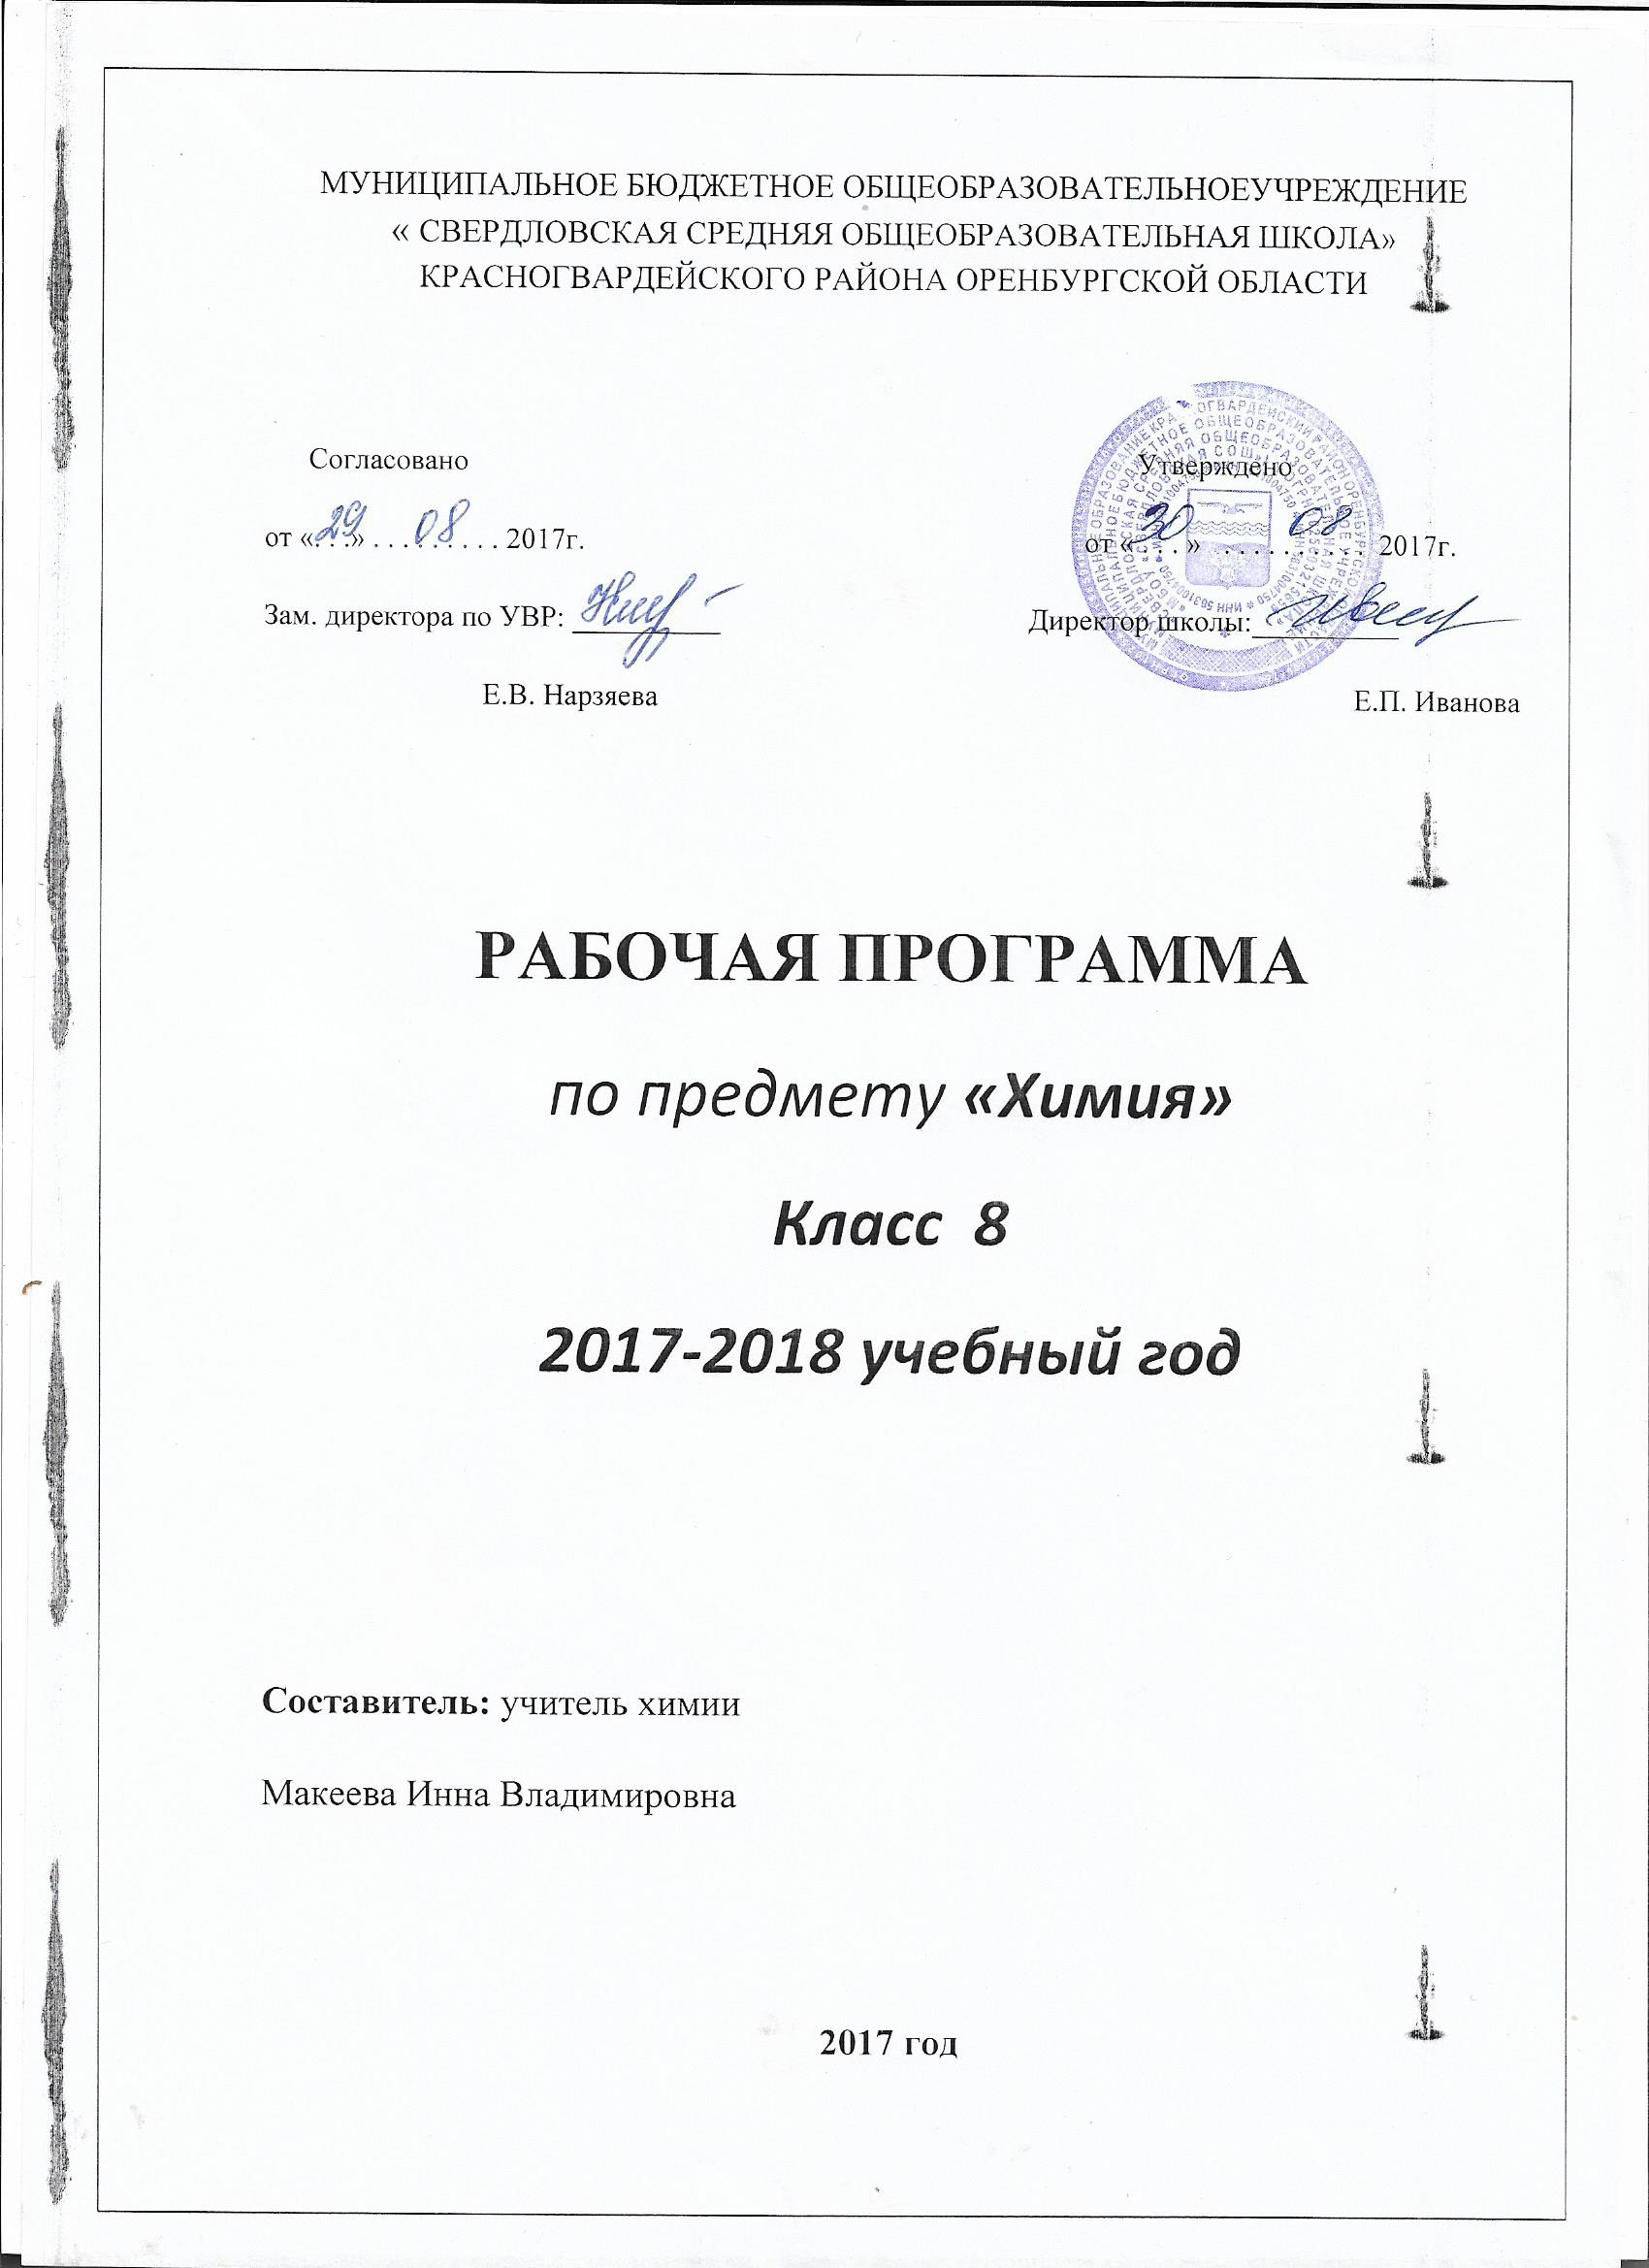 МУНИЦИПАЛЬНОЕ БЮДЖЕТНОЕ ОБЩЕОБРАЗОВАТЕЛЬНОЕУЧРЕЖДЕНИЕ
« СВЕРДЛОВСКАЯ СРЕДНЯЯ ОБЩЕОБРАЗОВАТЕЛЬНАЯ ШКОЛА»
КРАСНОГВАРДЕЙСКОГО РАЙОНА ОРЕНБУРГСКОЙ ОБЛАСТИ
Согласовано
от «29» 08 2017г.
Зам. директора по УВР:
Е.В. Нарзяева
Утверждено
от «30» 08 2017г.
Директор школы:
Е.П. Иванова
РАБОЧАЯ ПРОГРАММА
по предмету «Химия»
Класс 8
2017-2018 учебный год
Составитель: учитель химии
Макеева Инна Владимировна
2017 год